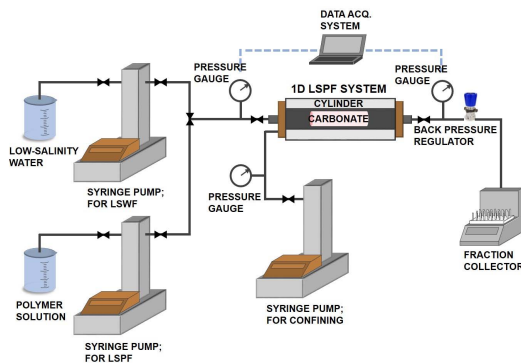 DATA ACQ.
SYSTEM
PRESSURE
GAUGE
PRESSURE
GAUGE
1D LSPF SYSTEM
CYLINDER
CARBONATE
BACK PRESSURE
REGULATOR
LOW-SALINITY
WATER
SYRINGE PUMP;
FOR LSWF
PRESSURE
GAUGE
FRACTION
COLLECTOR
POLYMER
SOLUTION
SYRINGE PUMP;
FOR LSPF
SYRINGE PUMP;
FOR CONFINING